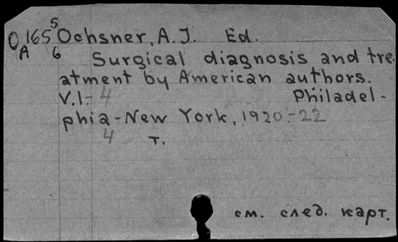 O 165 5/6 Ochsner, A.J. Ed.
A
Surgical diagnosis and tre-
atment by American authors.
V.1-4 Philadel-
phia-New York, 1920-22
4 т.
см. след. карт.